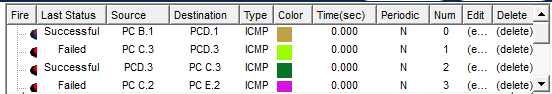 Fire Last Status Source Destination Type Color Time(sec) Periodic Num Edit Delete
Successful PC B.1 PCD.1 ICMP 0.000 N 0 (e... (delete)
Failed PC C.3 PCD.3 ICMP 0.000 N 1 (e... (delete)
Successful PCD.3 PC C.3 ICMP 0.000 N 2 (e... (delete)
Failed PC C.2 PC E.2 ICMP 0.000 N 3 (e... (delete)